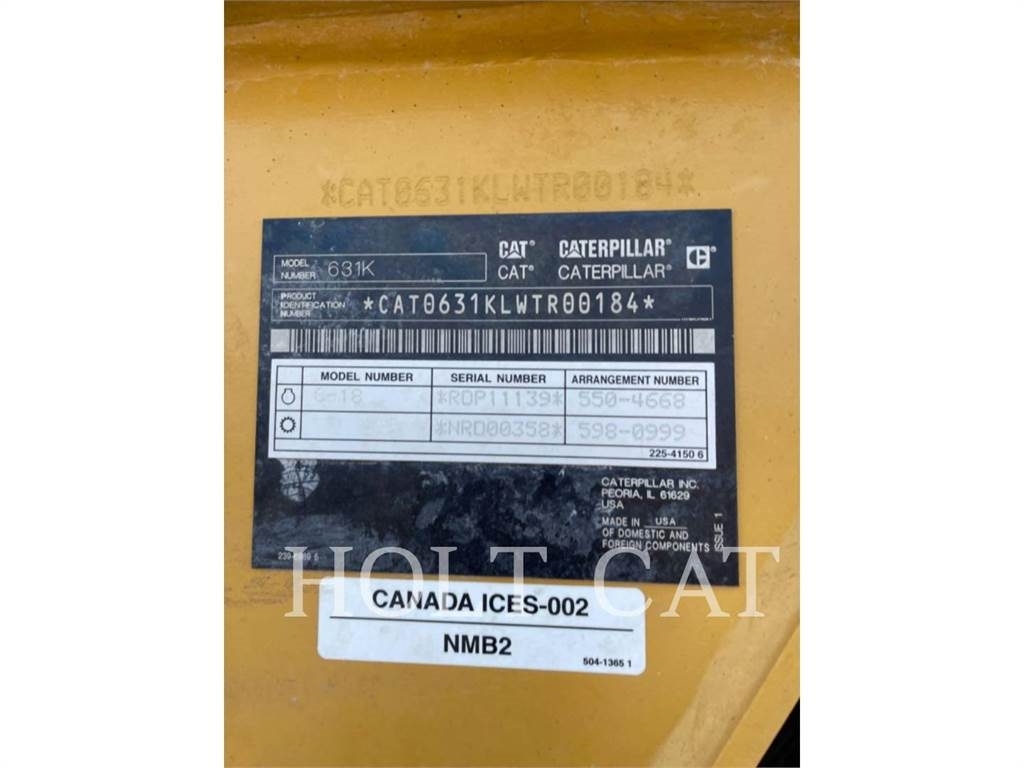 *CAT0631KLWTR00184*
CAT® CATERPILLAR®
MODEL NUMBER 631K
CAT® CATERPILLAR®
PRODUCT IDENTIFICATION NUMBER *CAT0631KLWTR00184*
MODEL NUMBER SERIAL NUMBER ARRANGEMENT NUMBER
C-18 *RDP11139* 550-4668
*NRD00358* 598-0999
225-4150 6
CATERPILLAR INC.
PEORIA, IL 61629
USA
MADE IN USA
OF DOMESTIC AND
FOREIGN COMPONENTS
ISSUE 1
HOLT CAT
CANADA ICES-002
NMB2
504-1365 1